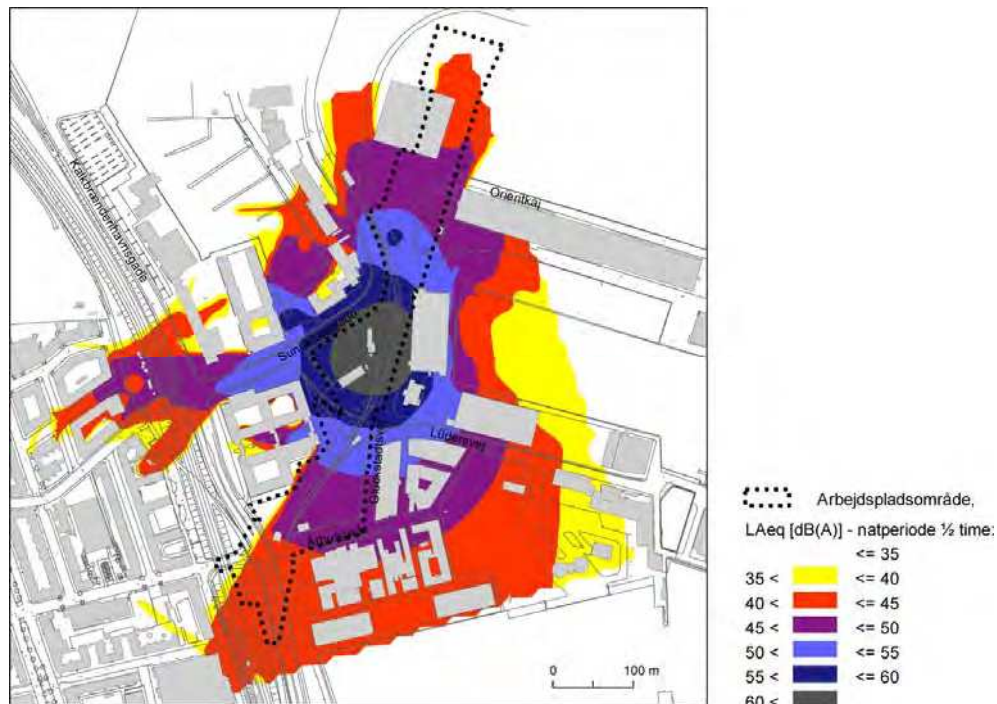 Kalkbrænderihavnsgade
Orientkaj
Lüdersvej
Arbejdspladsområde,
LAeq [dB(A)] - natperiode ½ time:
<= 35
35 < <= 40
40 < <= 45
45 < <= 50
50 < <= 55
55 < <= 60
60 <
0 100 m